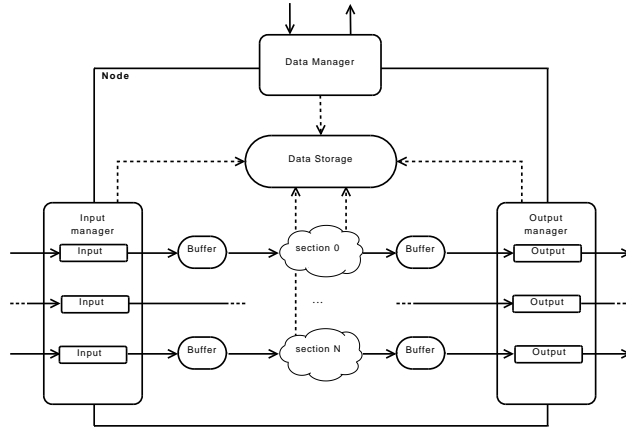 Data Manager
Node
Data Storage
Input
manager
Output
manager
Input
Buffer
section 0
Buffer
Output
Input
...
Output
Input
Buffer
section N
Buffer
Output